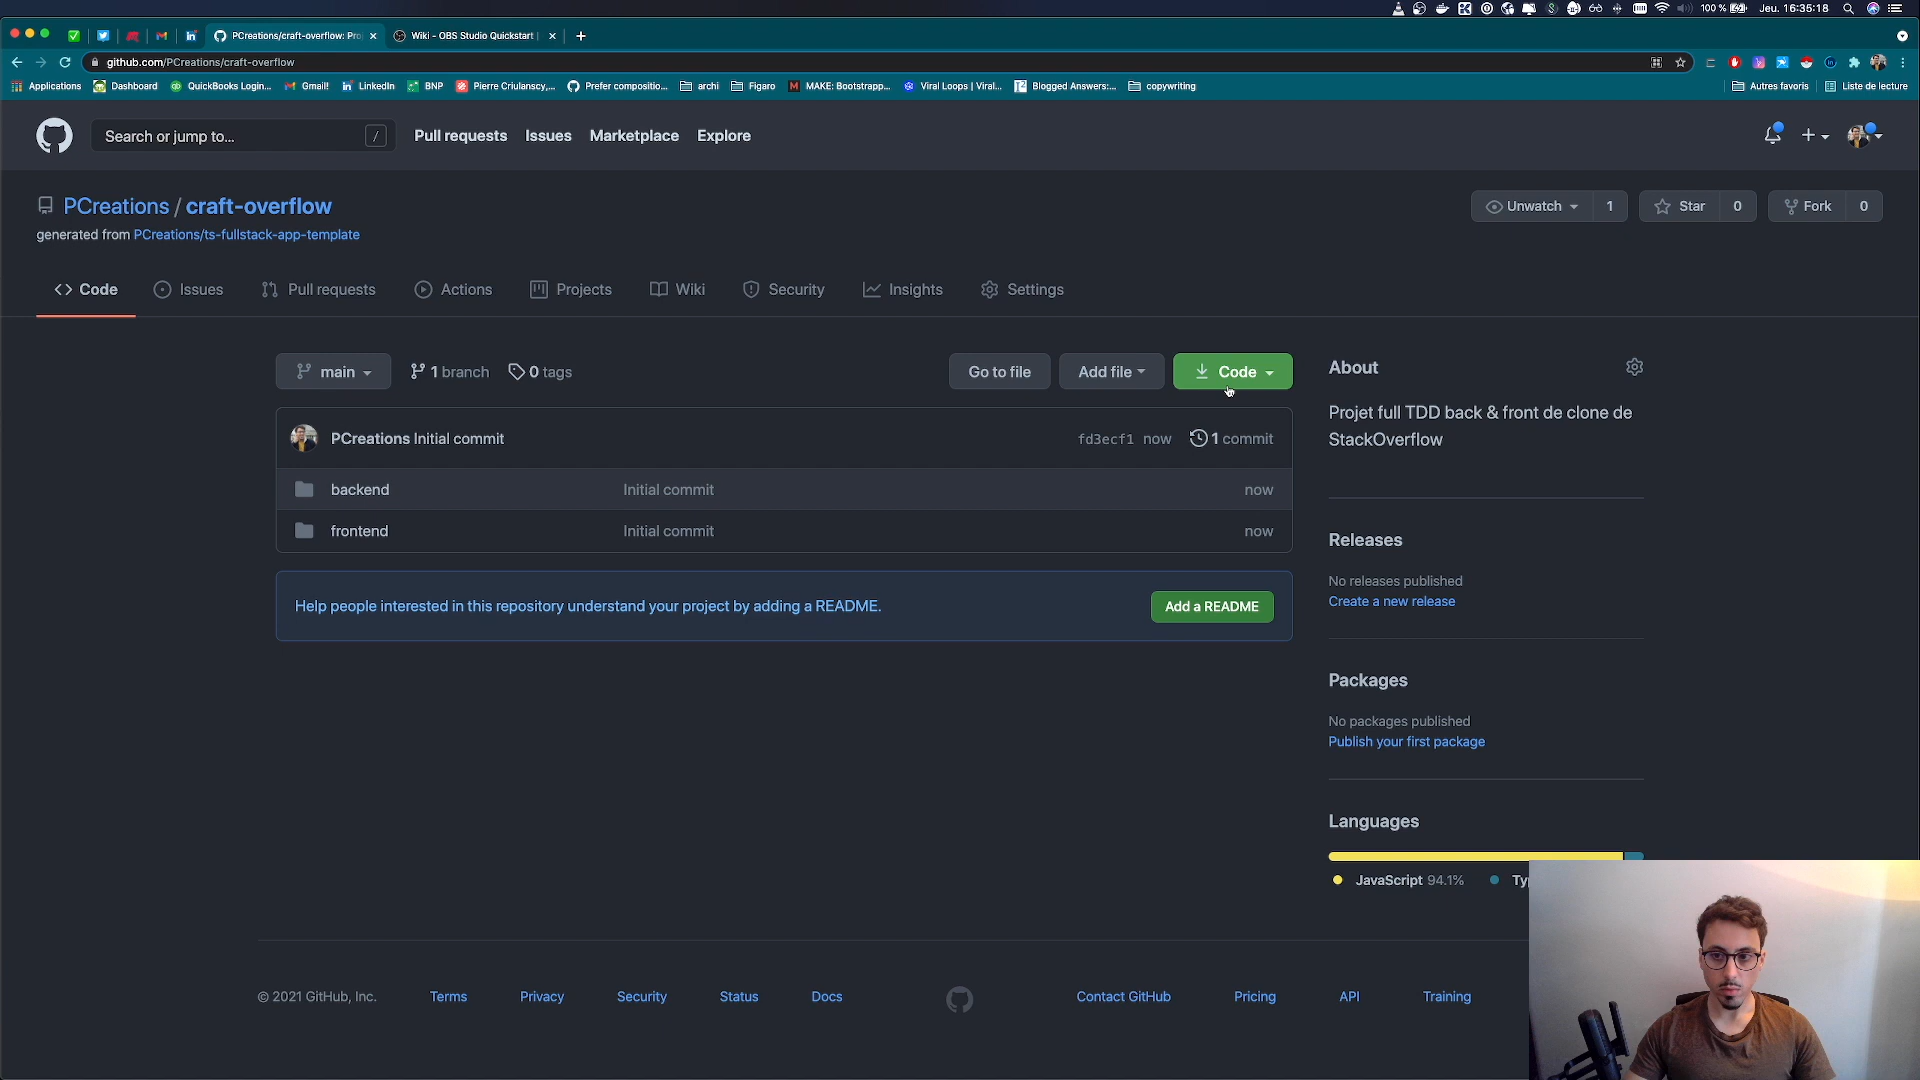 100 %
Jeu. 16:35:18
PCreations/craft-overflow: Pro
Wiki - OBS Studio Quickstart |
github.com/PCreations/craft-overflow
Applications
Dashboard
QuickBooks Login...
Gmail!
LinkedIn
BNP
Pierre Criulanscy,...
Prefer compositio...
archi
Figaro
MAKE: Bootstrapp...
Viral Loops | Viral...
Blogged Answers:...
copywriting
Autres favoris
Liste de lecture
Search or jump to...
/
Pull requests
Issues
Marketplace
Explore
PCreations / craft-overflow
Unwatch
1
Star
0
Fork
0
generated from PCreations/ts-fullstack-app-template
<> Code
Issues
Pull requests
Actions
Projects
Wiki
Security
Insights
Settings
main
1 branch
0 tags
Go to file
Add file
Code
About
Projet full TDD back & front de clone de
StackOverflow
PCreations Initial commit
fd3ecf1 now
1 commit
backend
Initial commit
now
frontend
Initial commit
now
Help people interested in this repository understand your project by adding a README.
Add a README
Releases
No releases published
Create a new release
Packages
No packages published
Publish your first package
Languages
JavaScript 94.1%
Ty
© 2021 GitHub, Inc.
Terms
Privacy
Security
Status
Docs
Contact GitHub
Pricing
API
Training